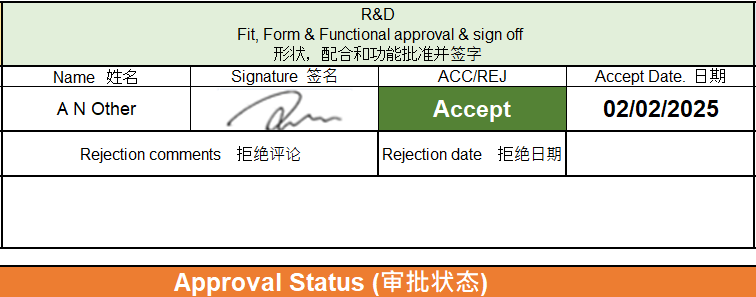 R&D
Fit, Form & Functional approval & sign off
形状，配合和功能批准并签字
Name 姓名 Signature 签名 ACC/REJ Accept Date. 日期
A N Other Accept 02/02/2025
Rejection comments 拒绝评论 Rejection date 拒绝日期
Approval Status (审批状态)